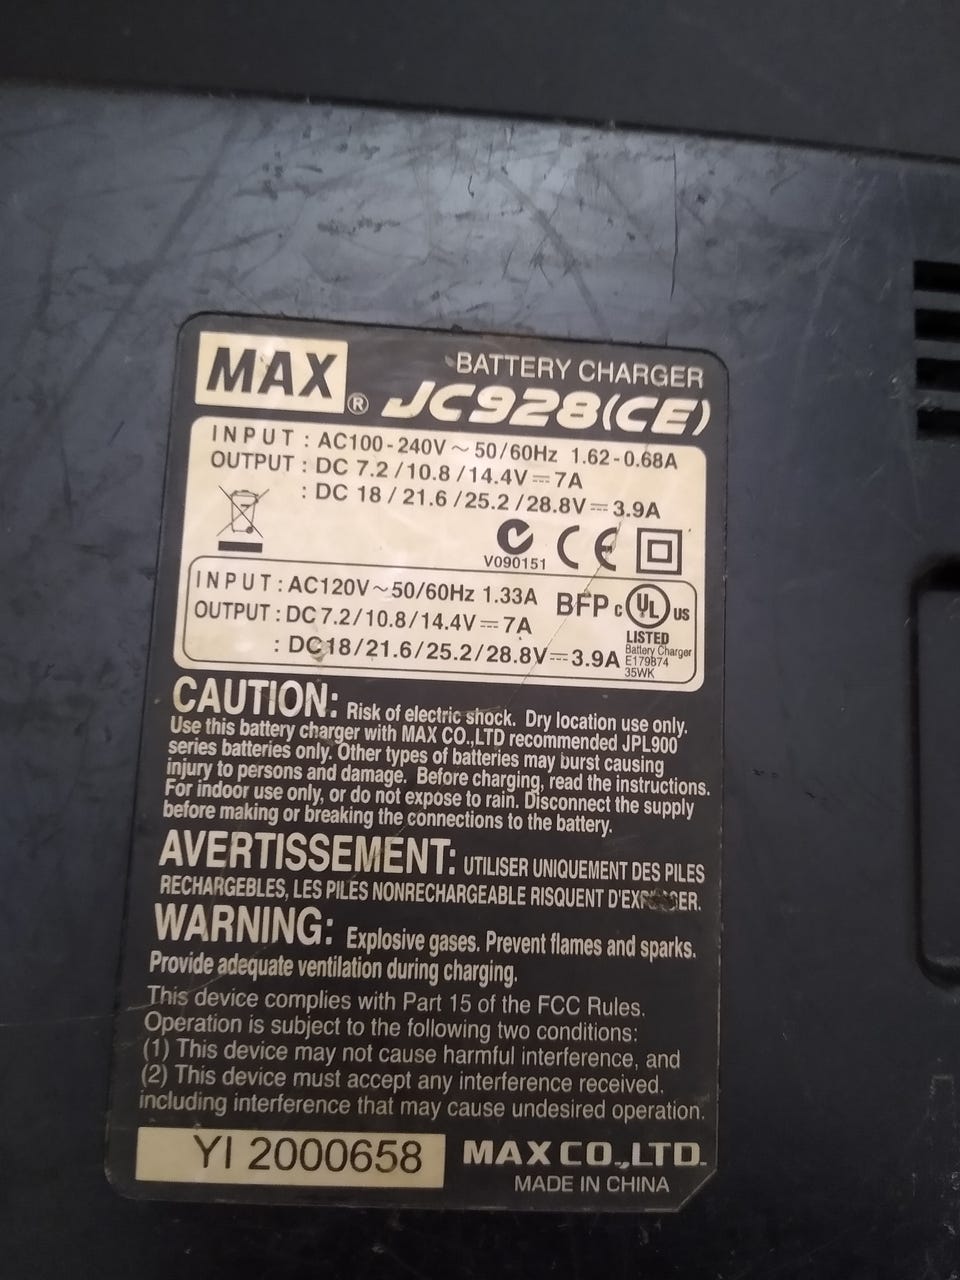 MAX ®
BATTERY CHARGER
JC928(CE)
INPUT : AC100-240V ~ 50/60Hz 1.62-0.68A
OUTPUT : DC 7.2/10.8/14.4V ⎓ 7A
: DC 18/21.6/25.2/28.8V ⎓ 3.9A
V090151
CE
INPUT : AC120V ~ 50/60Hz 1.33A
OUTPUT : DC 7.2/10.8/14.4V ⎓ 7A
: DC 18/21.6/25.2/28.8V ⎓ 3.9A
BFP c UL us
LISTED
Battery Charger
E179874
35WK
CAUTION: Risk of electric shock. Dry location use only.
Use this battery charger with MAX CO.,LTD recommended JPL900
series batteries only. Other types of batteries may burst causing
injury to persons and damage. Before charging, read the instructions.
For indoor use only, or do not expose to rain. Disconnect the supply
before making or breaking the connections to the battery.
AVERTISSEMENT: UTILISER UNIQUEMENT DES PILES
RECHARGEBLES, LES PILES NONRECHARGEABLE RISQUENT D'EXPLOSER.
WARNING: Explosive gases. Prevent flames and sparks.
Provide adequate ventilation during charging.
This device complies with Part 15 of the FCC Rules.
Operation is subject to the following two conditions:
(1) This device may not cause harmful interference, and
(2) This device must accept any interference received.
including interference that may cause undesired operation.
YI 2000658
MAX CO.,LTD.
MADE IN CHINA